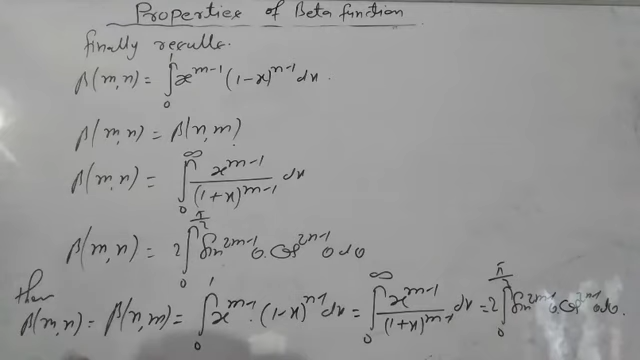 Properties of Beta function
finally results.
β(m,n) = ∫₀¹ x^{m-1} (1-x)^{n-1} dx.
β(m,n) = β(n,m)
β(m,n) = ∫₀^∞ x^{m-1}/(1+x)^{m-1} dx
β(m,n) = 2∫₀^{π/2} Sin^{2m-1}θ. Cos^{2n-1}θ dθ
then
β(m,n) = β(n,m) = ∫₀¹ x^{m-1}. (1-x)^{n-1} dx = ∫₀^∞ x^{m-1}/(1+x)^{m-1} dx = 2∫₀^{π/2} Sin^{2m-1}θ Cos^{2n-1}θ dθ.